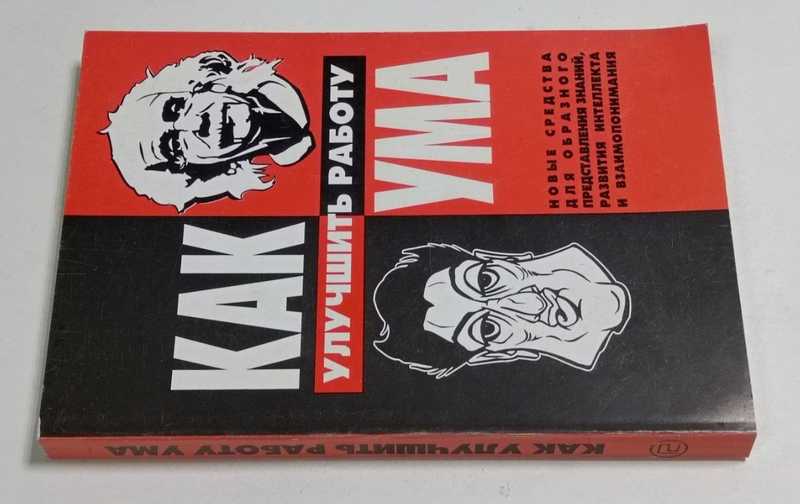 КАК
УЛУЧШИТЬ РАБОТУ
УМА
НОВЫЕ СРЕДСТВА
ДЛЯ ОБРАЗНОГО
ПРЕДСТАВЛЕНИЯ ЗНАНИЙ,
РАЗВИТИЯ ИНТЕЛЛЕКТА
И ВЗАИМОПОНИМАНИЯ
КАК УЛУЧШИТЬ РАБОТУ УМА